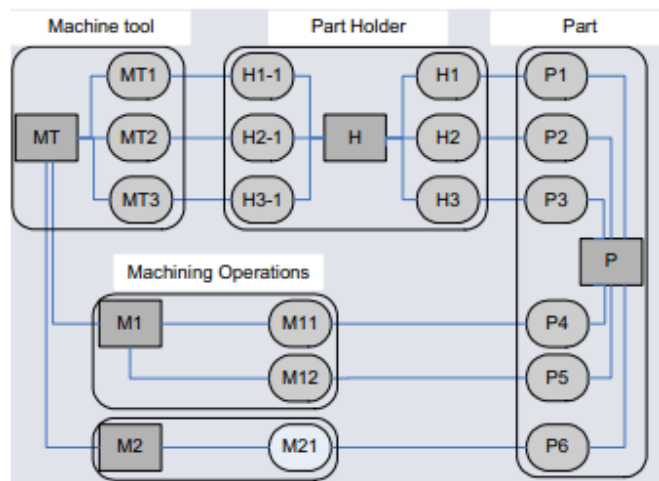 Machine tool Part Holder Part
MT1 H1-1 H1 P1
MT MT2 H2-1 H H2 P2
MT3 H3-1 H3 P3
P
Machining Operations
M1 M11 P4
M12 P5
M2 M21 P6